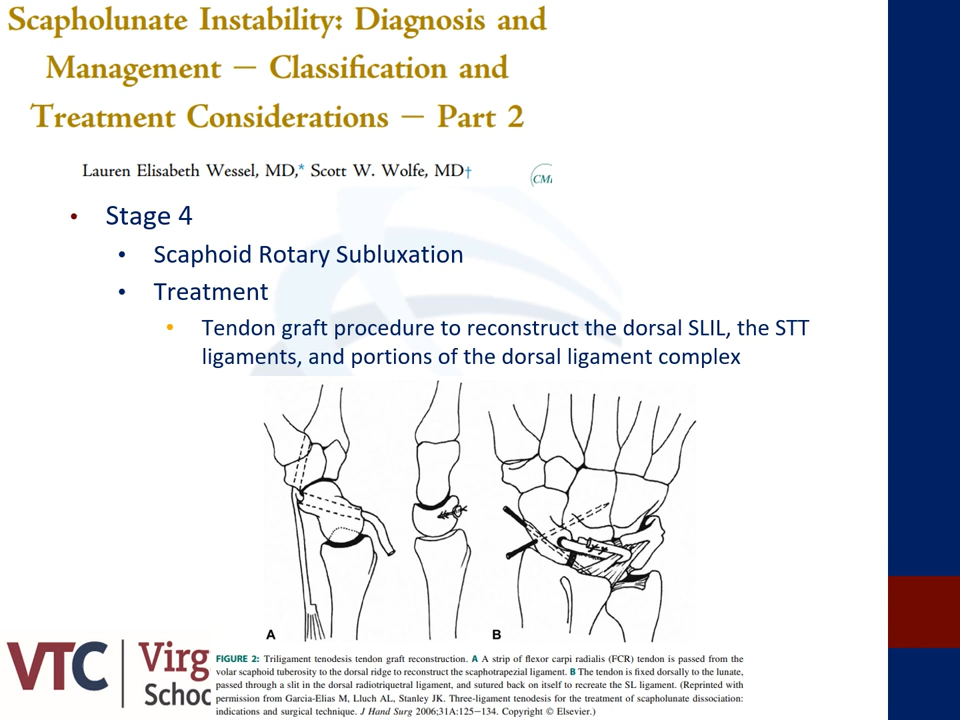 Scapholunate Instability: Diagnosis and
Management — Classification and
Treatment Considerations — Part 2
Lauren Elisabeth Wessel, MD,* Scott W. Wolfe, MD†
CM
• Stage 4
• Scaphoid Rotary Subluxation
• Treatment
• Tendon graft procedure to reconstruct the dorsal SLIL, the STT
ligaments, and portions of the dorsal ligament complex
A
B
VTC
Virg
Schoo
FIGURE 2: Triligament tenodesis tendon graft reconstruction. A A strip of flexor carpi radialis (FCR) tendon is passed from the
volar scaphoid tuberosity to the dorsal ridge to reconstruct the scaphotrapezial ligament. B The tendon is fixed dorsally to the lunate,
passed through a slit in the dorsal radiotriquetral ligament, and sutured back on itself to recreate the SL ligament. (Reprinted with
permission from Garcia-Elias M, Lluch AL, Stanley JK. Three-ligament tenodesis for the treatment of scapholunate dissociation:
indications and surgical technique. J Hand Surg 2006;31A:125–134. Copyright © Elsevier.)